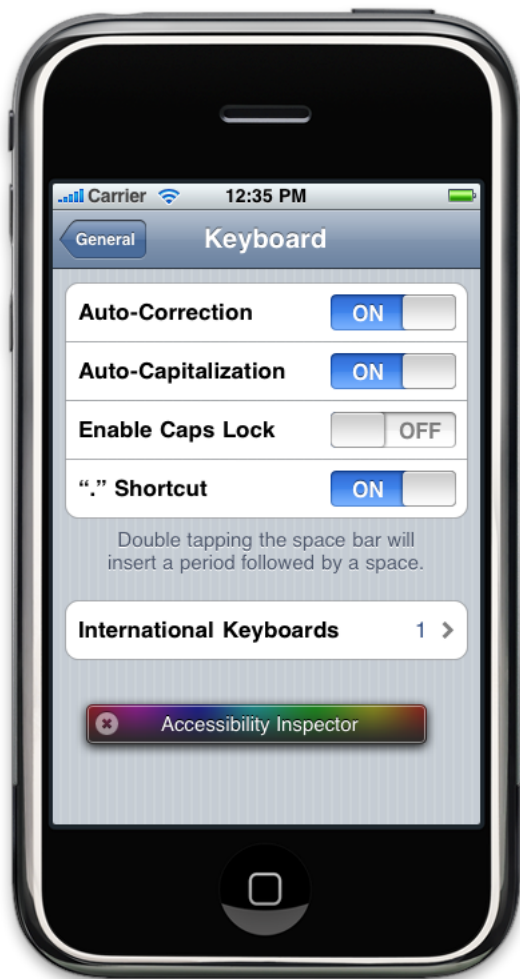 Carrier 12:35 PM
General Keyboard
Auto-Correction ON
Auto-Capitalization ON
Enable Caps Lock OFF
“.” Shortcut ON
Double tapping the space bar will
insert a period followed by a space.
International Keyboards 1
Accessibility Inspector